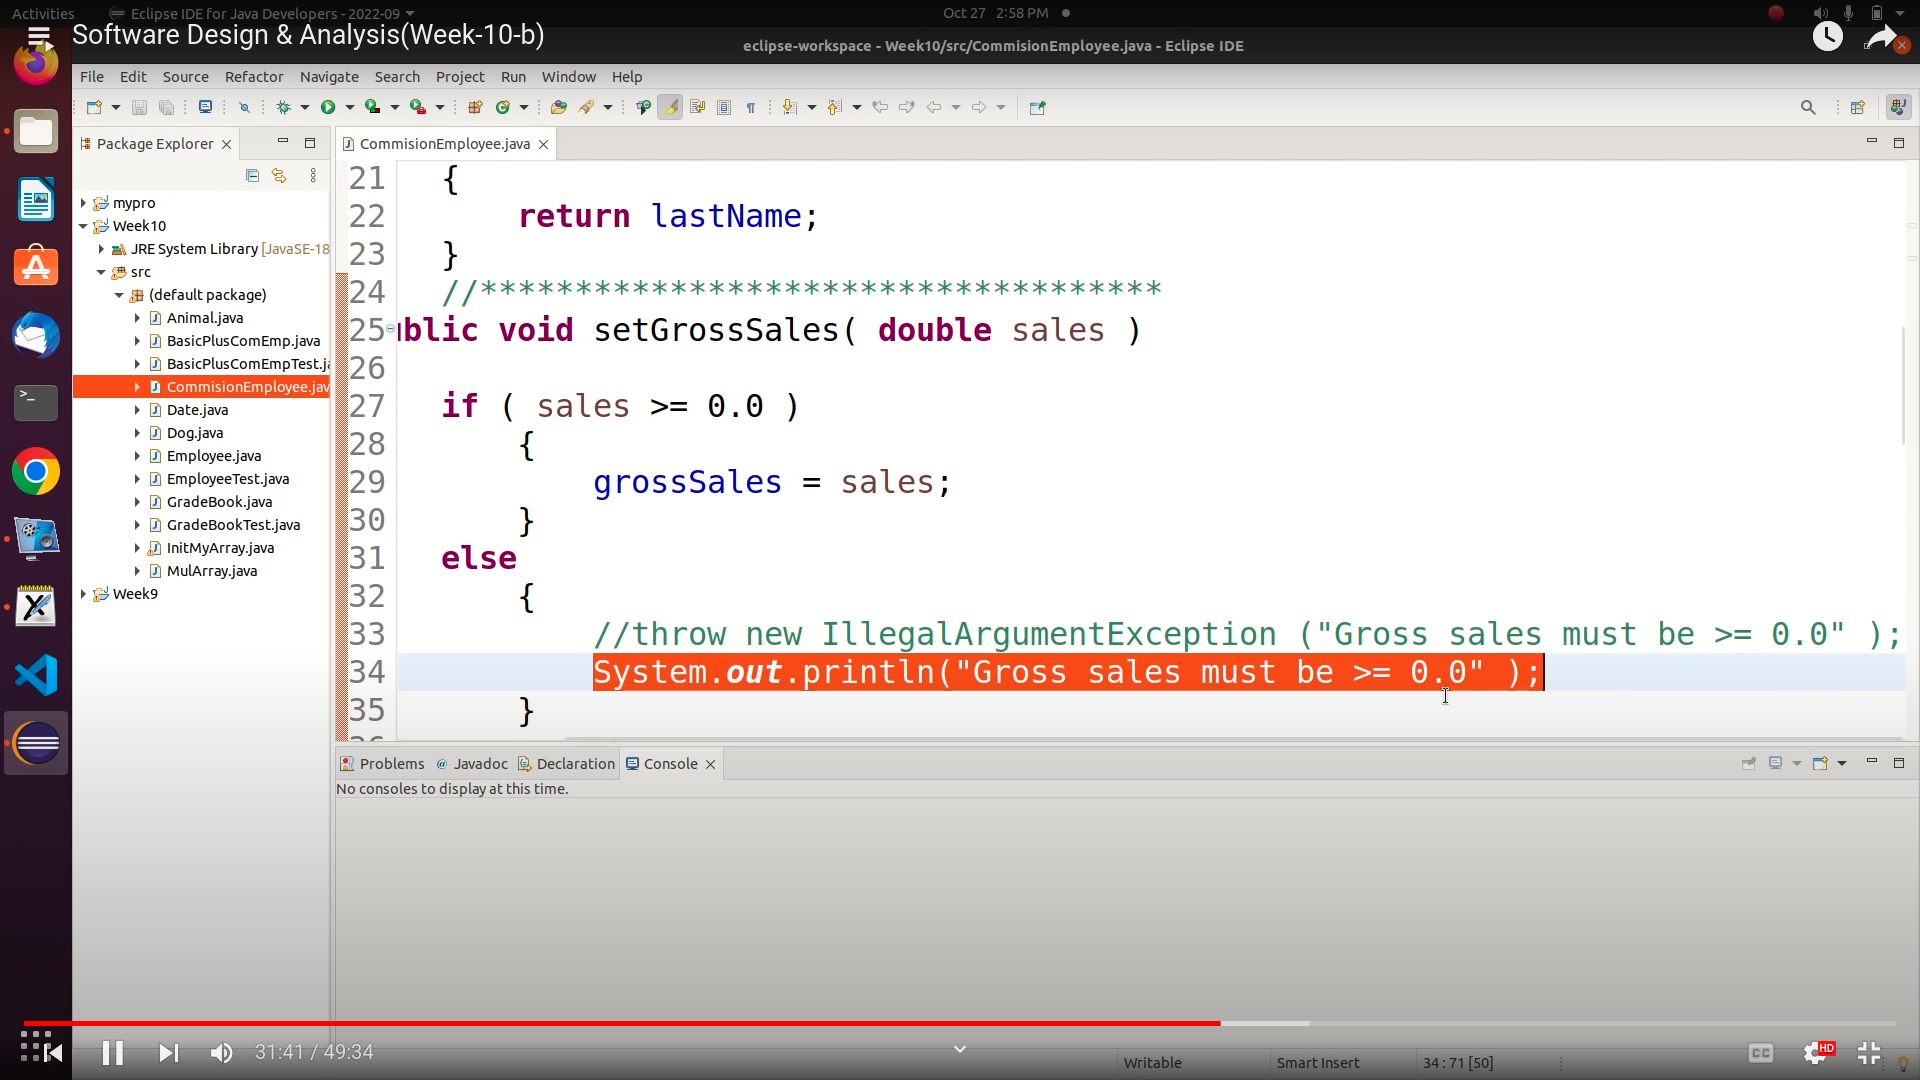 Activities
Eclipse IDE for Java Developers - 2022-09
Oct 27 2:58 PM
Software Design & Analysis(Week-10-b)
eclipse-workspace - Week10/src/CommisionEmployee.java - Eclipse IDE
File Edit Source Refactor Navigate Search Project Run Window Help
Package Explorer
CommisionEmployee.java
mypro
Week10
JRE System Library [JavaSE-18
src
(default package)
Animal.java
BasicPlusComEmp.java
BasicPlusComEmpTest.ja
CommisionEmployee.jav
Date.java
Dog.java
Employee.java
EmployeeTest.java
GradeBook.java
GradeBookTest.java
InitMyArray.java
MulArray.java
Week9
21 {
22 return lastName;
23 }
24 //************************************
25 ublic void setGrossSales( double sales )
26
27 if ( sales >= 0.0 )
28 {
29 grossSales = sales;
30 }
31 else
32 {
33 //throw new IllegalArgumentException ("Gross sales must be >= 0.0" );
34 System.out.println("Gross sales must be >= 0.0" );
35 }
Problems Javadoc Declaration Console
No consoles to display at this time.
31:41 / 49:34
CC
HD
Writable
Smart Insert
34 : 71 [50]